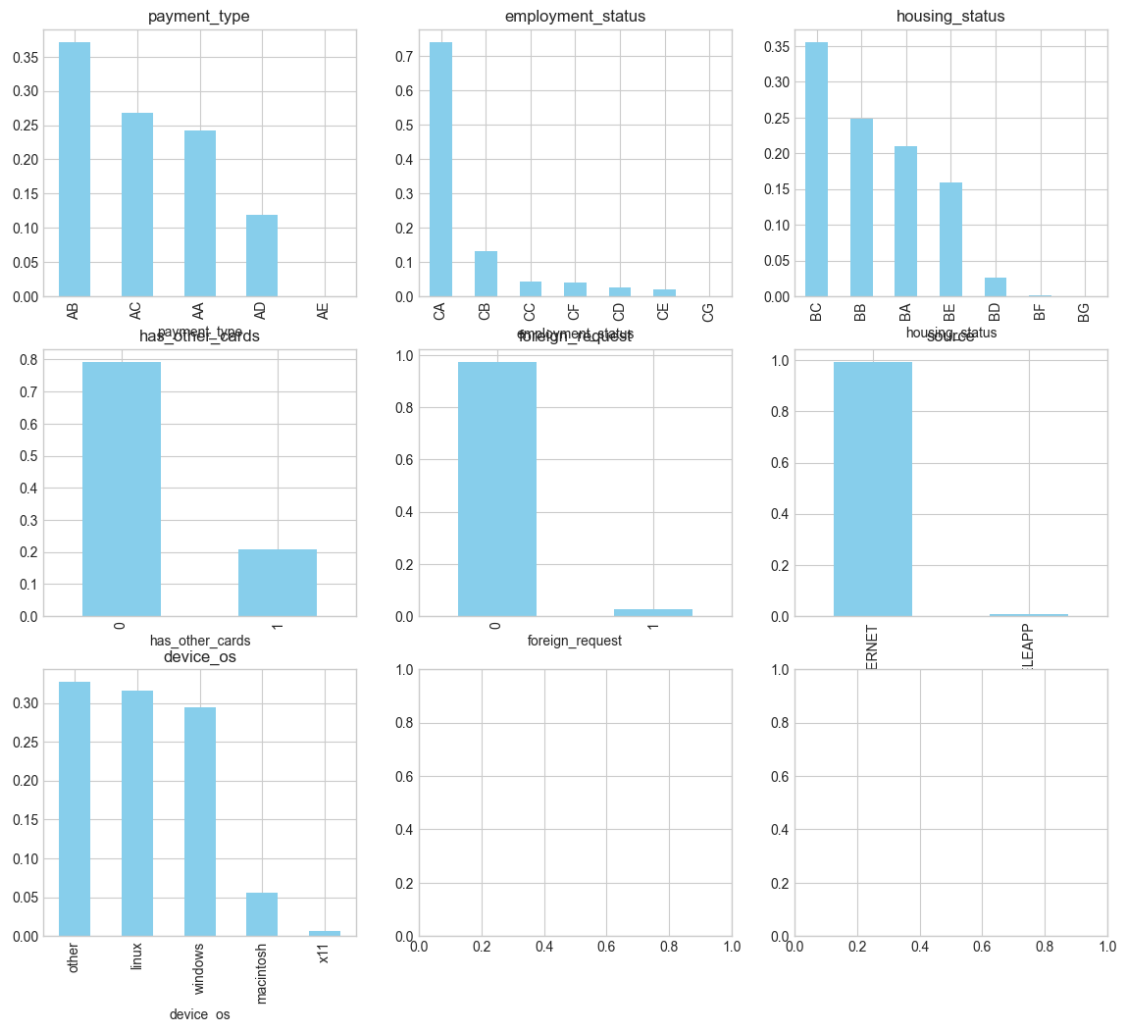 payment_type
0.35
0.30
0.25
0.20
0.15
0.10
0.05
0.00
AB
AC
AA
AD
AE
payment_type
employment_status
0.7
0.6
0.5
0.4
0.3
0.2
0.1
0.0
CA
CB
CC
CF
CD
CE
CG
employment_status
housing_status
0.35
0.30
0.25
0.20
0.15
0.10
0.05
0.00
BC
BB
BA
BE
BD
BF
BG
housing_status
has_other_cards
0.8
0.7
0.6
0.5
0.4
0.3
0.2
0.1
0.0
0
1
has_other_cards
foreign_request
1.0
0.8
0.6
0.4
0.2
0.0
0
1
foreign_request
source
1.0
0.8
0.6
0.4
0.2
0.0
ERNET
LEAPP
device_os
0.30
0.25
0.20
0.15
0.10
0.05
0.00
other
linux
windows
macintosh
x11
device_os
1.0
0.8
0.6
0.4
0.2
0.0
0.0
0.2
0.4
0.6
0.8
1.0
1.0
0.8
0.6
0.4
0.2
0.0
0.0
0.2
0.4
0.6
0.8
1.0